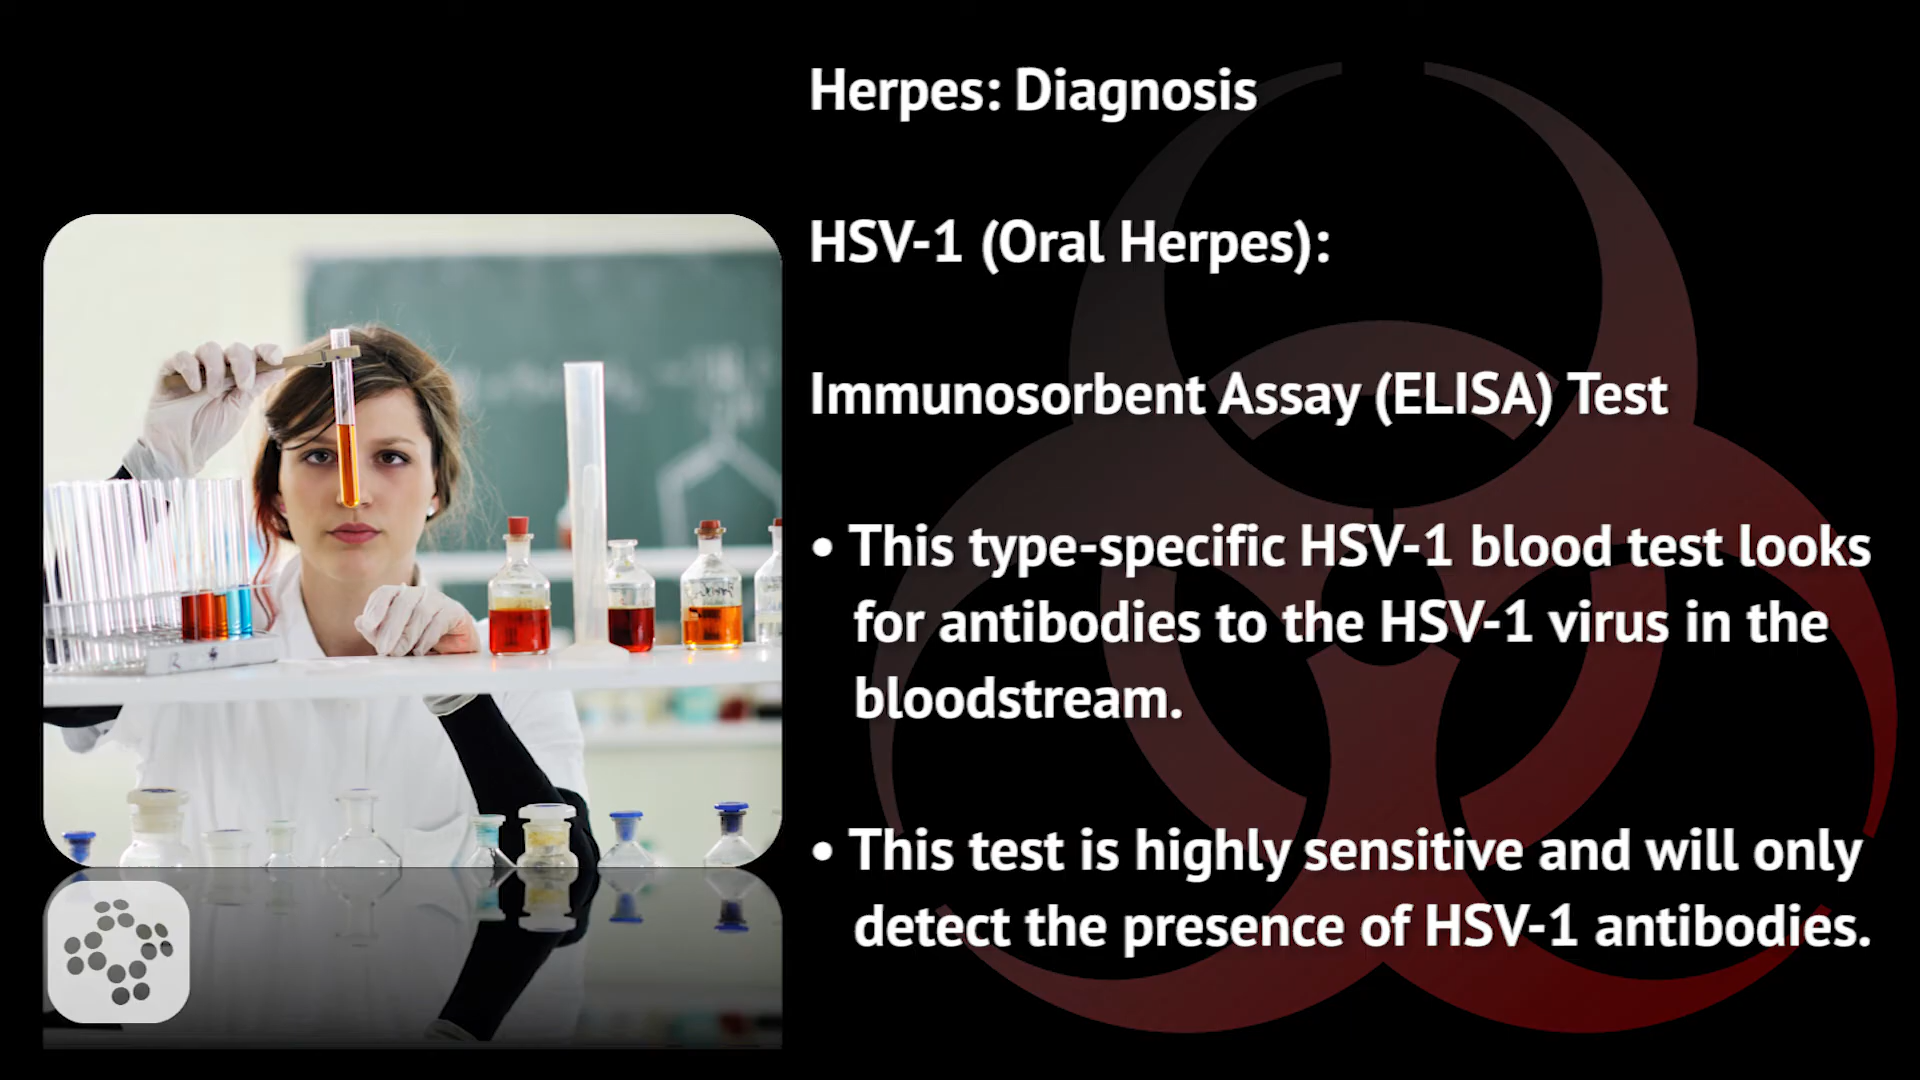 Herpes: Diagnosis
HSV-1 (Oral Herpes):
Immunosorbent Assay (ELISA) Test
• This type-specific HSV-1 blood test looks
for antibodies to the HSV-1 virus in the
bloodstream.
• This test is highly sensitive and will only
detect the presence of HSV-1 antibodies.